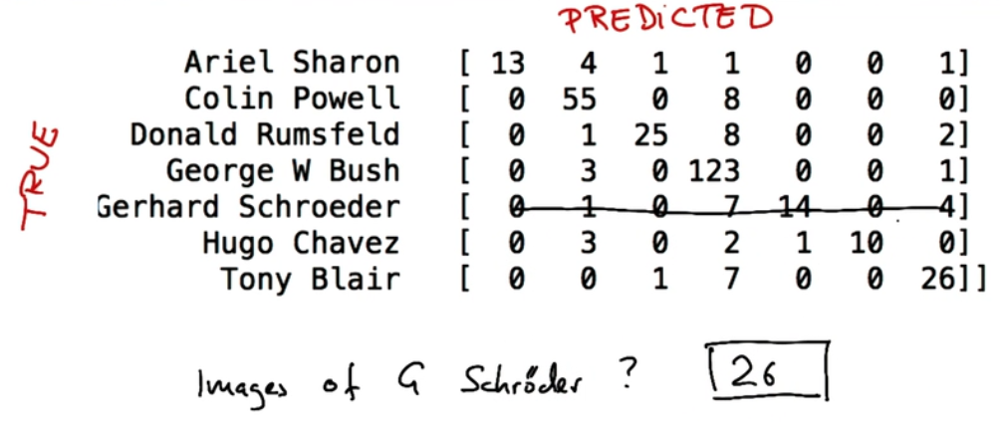 PREDICTED
Ariel Sharon [ 13 4 1 1 0 0 1]
Colin Powell [ 0 55 0 8 0 0 0]
Donald Rumsfeld [ 0 1 25 8 0 0 2]
George W Bush [ 0 3 0 123 0 0 1]
Gerhard Schroeder [ 0 1 0 7 14 0 4]
Hugo Chavez [ 0 3 0 2 1 10 0]
Tony Blair [ 0 0 1 7 0 0 26]]
TRUE
Images of G Schröder ? 26